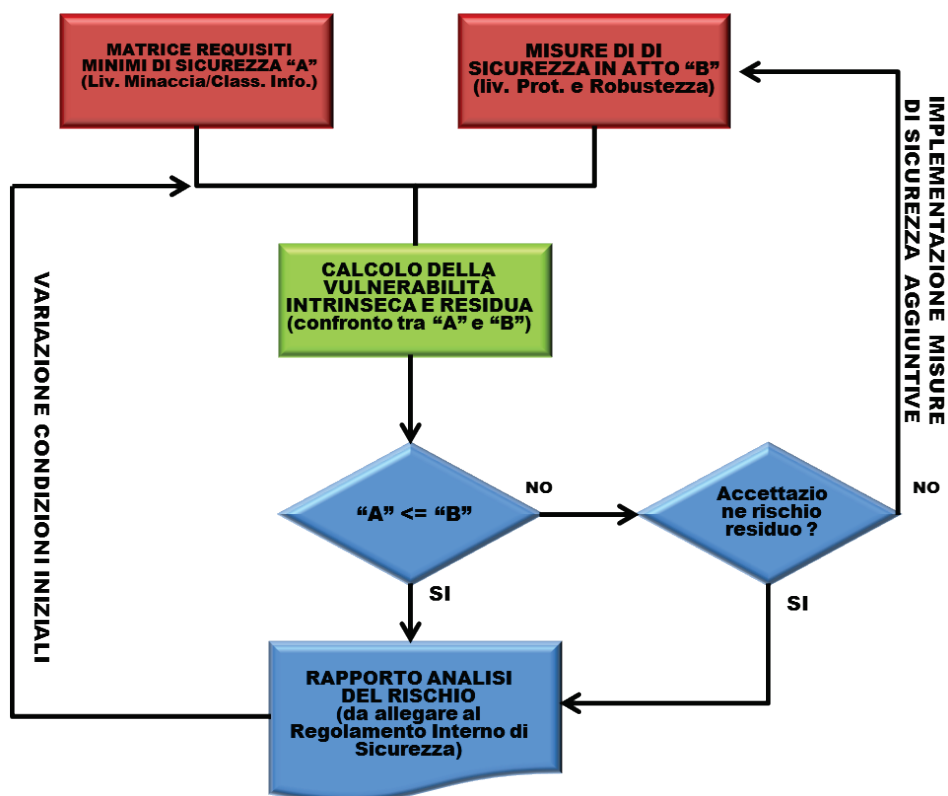 MATRICE REQUISITI
MINIMI DI SICUREZZA “A”
(Liv. Minaccia/Class. Info.)
MISURE DI DI
SICUREZZA IN ATTO “B”
(liv. Prot. e Robustezza)
IMPLEMENTAZIONE MISURE
DI SICUREZZA AGGIUNTIVE
VARIAZIONE CONDIZIONI INIZIALI
CALCOLO DELLA
VULNERABILITÀ
INTRINSECA E RESIDUA
(confronto tra “A” e “B”)
“A” <= “B”
NO
Accettazio
ne rischio
residuo ?
NO
SI
SI
RAPPORTO ANALISI
DEL RISCHIO
(da allegare al
Regolamento Interno di
Sicurezza)